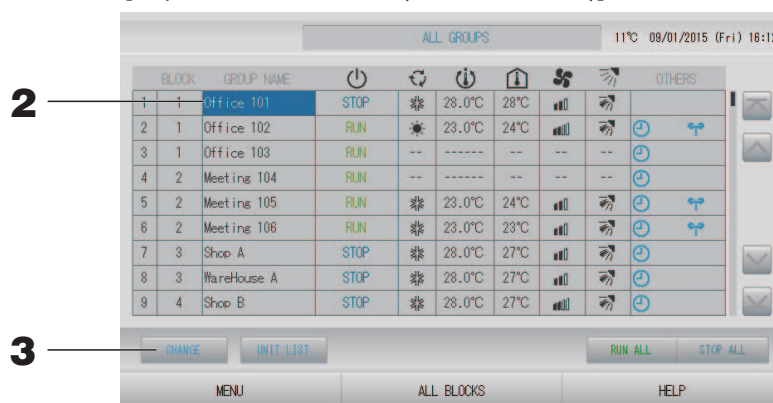 ALL GROUPS 11°C 09/01/2015 (Fri) 16:12
BLOCK GROUP NAME OTHERS
2
1 1 Office 101 STOP 28.0°C 28°C
2 1 Office 102 RUN 23.0°C 24°C
3 1 Office 103 RUN -- ------ -- -- --
4 2 Meeting 104 RUN -- ------ -- -- --
5 2 Meeting 105 RUN 23.0°C 24°C
6 2 Meeting 106 RUN 23.0°C 23°C
7 3 Shop A STOP 28.0°C 27°C
8 3 WareHouse A STOP 28.0°C 27°C
9 4 Shop B STOP 28.0°C 27°C
3 CHANGE UNIT LIST RUN ALL STOP ALL
MENU ALL BLOCKS HELP